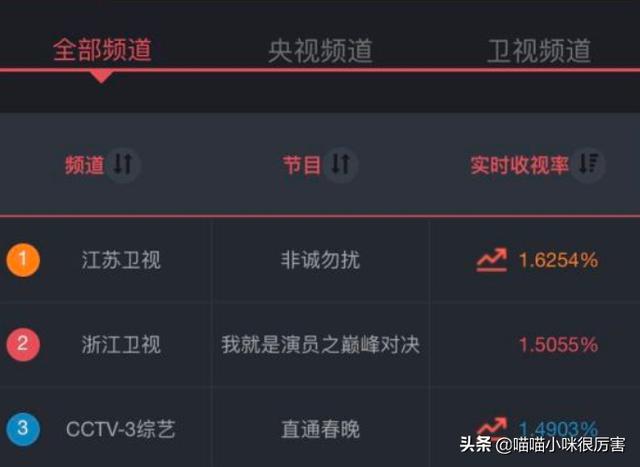 全部频道 央视频道 卫视频道
频道 节目 实时收视率
1 江苏卫视 非诚勿扰 1.6254%
2 浙江卫视 我就是演员之巅峰对决 1.5055%
3 CCTV-3综艺 直通春晚 1.4903%
头条 @喵喵小咪很厉害